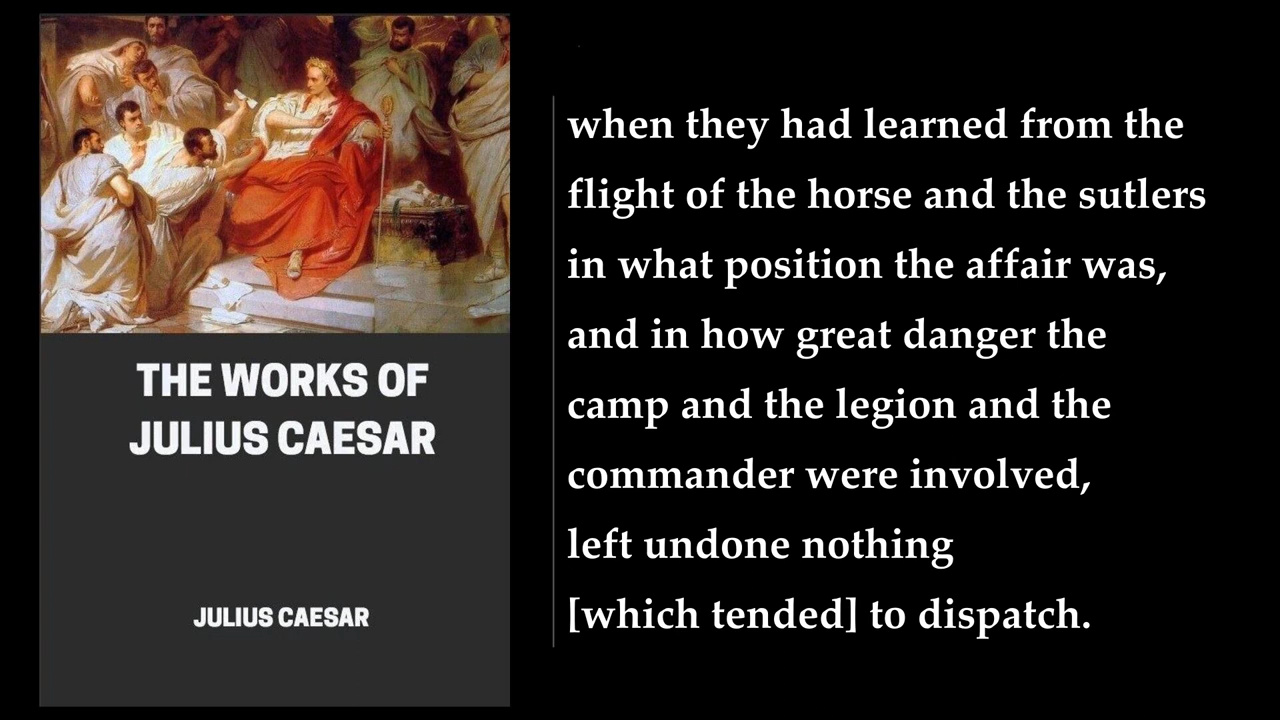 THE WORKS OF
JULIUS CAESAR
JULIUS CAESAR
when they had learned from the
flight of the horse and the sutlers
in what position the affair was,
and in how great danger the
camp and the legion and the
commander were involved,
left undone nothing
[which tended] to dispatch.